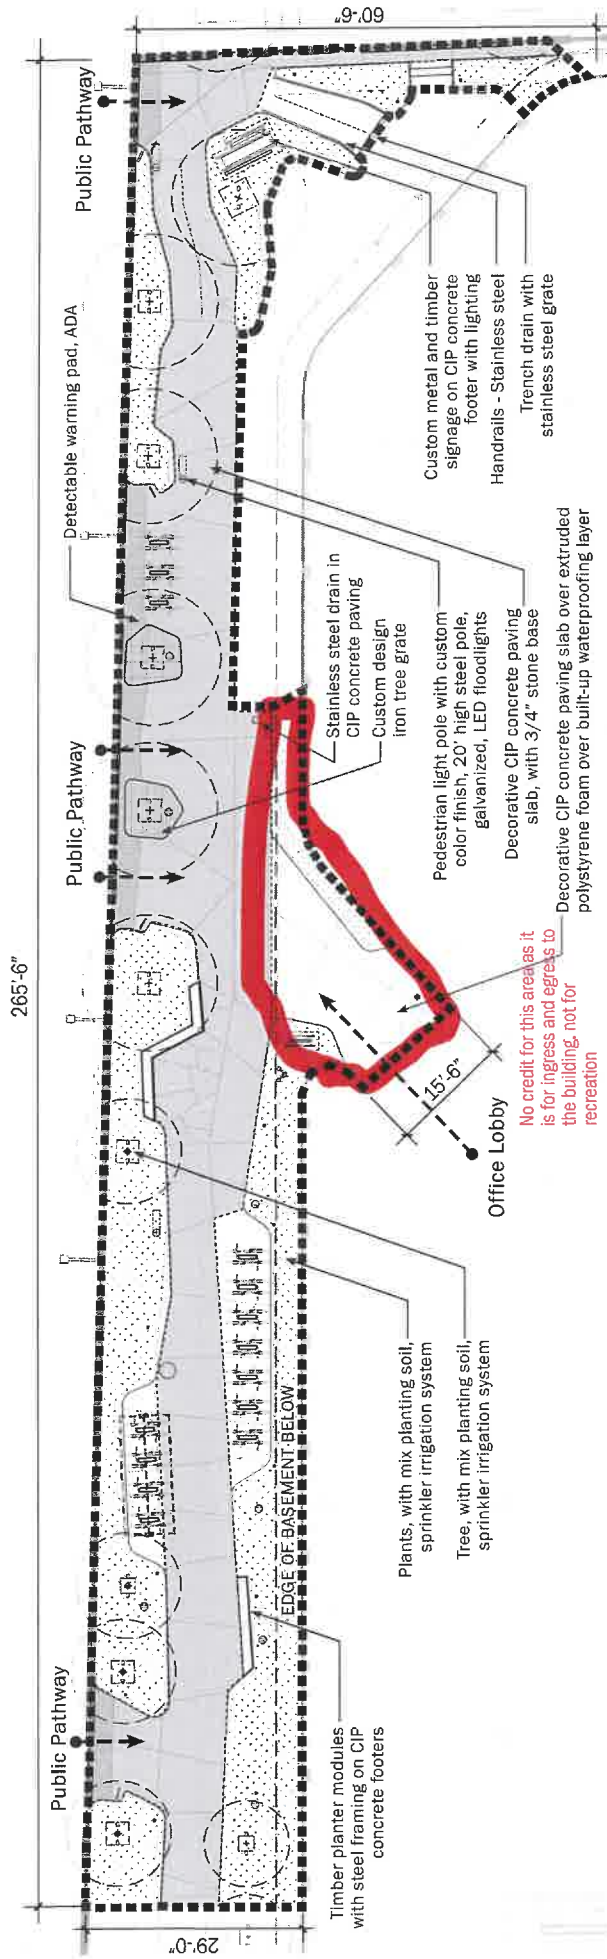 265'-6"
60'-6"
29'-0"
Public Pathway
Public Pathway
Public Pathway
Detectable warning pad, ADA
Stainless steel drain in
CIP concrete paving
Custom design
iron tree grate
Custom metal and timber
signage on CIP concrete
footer with lighting
Handrails - Stainless steel
Trench drain with
stainless steel grate
Pedestrian light pole with custom
color finish, 20' high steel pole,
galvanized, LED floodlights
Decorative CIP concrete paving
slab, with 3/4" stone base
Decorative CIP concrete paving slab over extruded
polystyrene foam over built-up waterproofing layer
No credit for this area as it
is for ingress and egress to
the building, not for
recreation
15'-6"
Office Lobby
EDGE OF BASEMENT BELOW
Plants, with mix planting soil,
sprinkler irrigation system
Tree, with mix planting soil,
sprinkler irrigation system
Timber planter modules
with steel framing on CIP
concrete footers